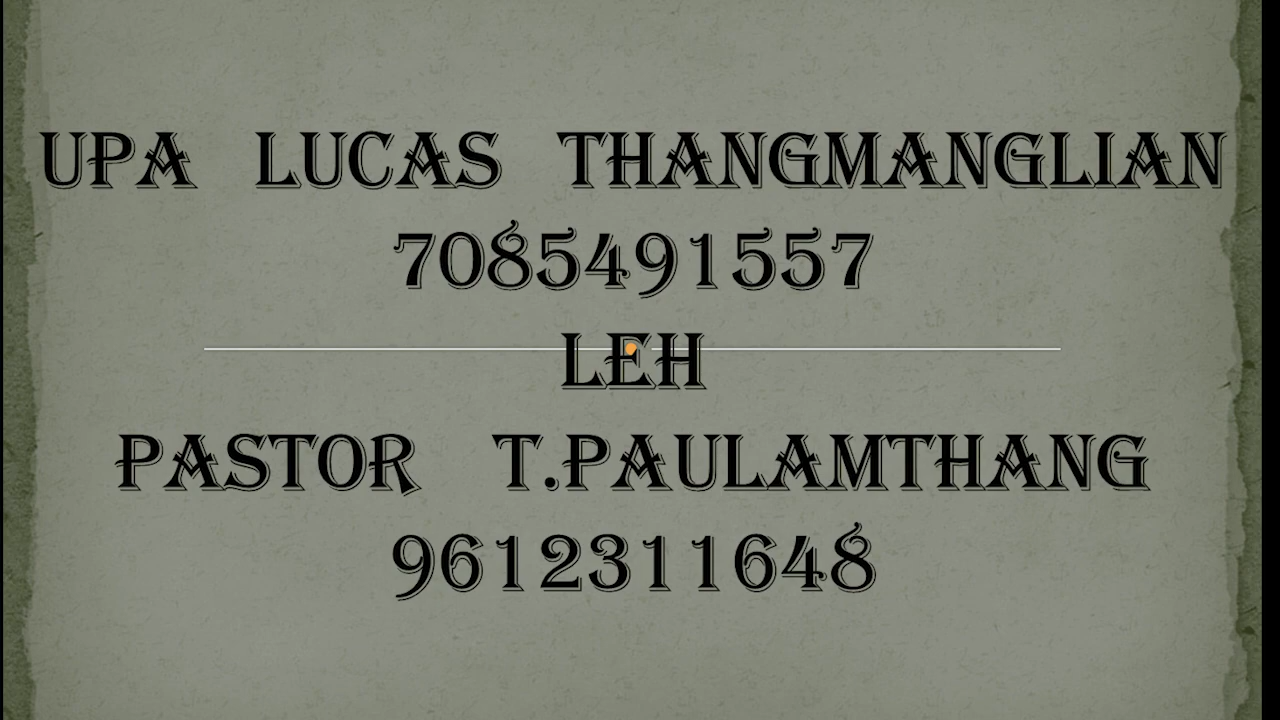 UPA LUCAS THANGMANGLIAN
7085491557
LEH
PASTOR T.PAULAMTHANG
9612311648